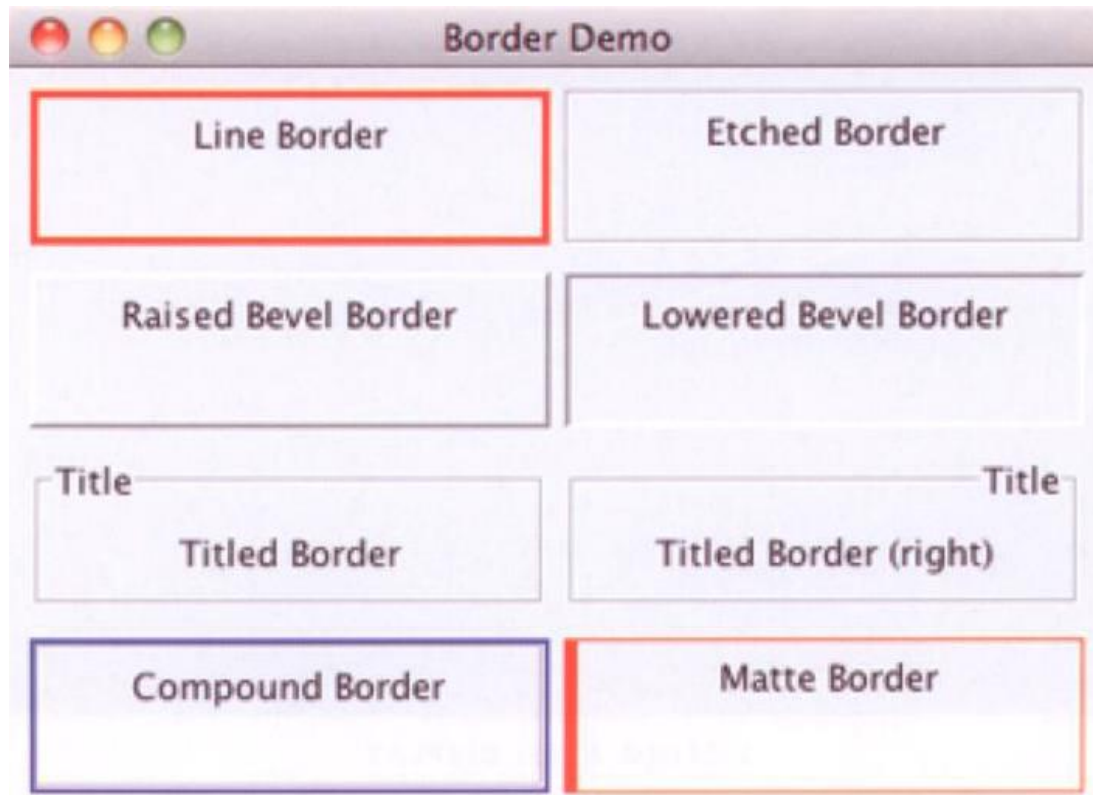 Border Demo
Line Border
Etched Border
Raised Bevel Border
Lowered Bevel Border
Title
Title
Titled Border
Titled Border (right)
Compound Border
Matte Border